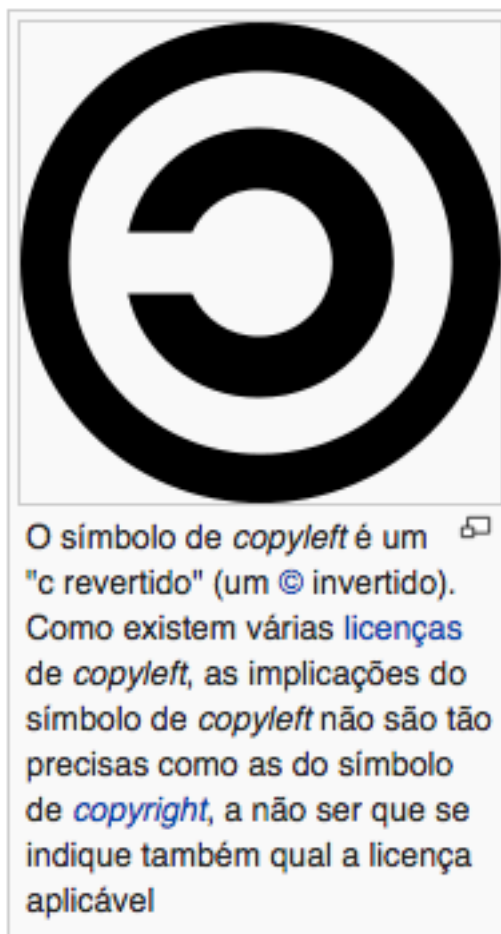 O símbolo de copyleft é um
"c revertido" (um © invertido).
Como existem várias licenças
de copyleft, as implicações do
símbolo de copyleft não são tão
precisas como as do símbolo
de copyright, a não ser que se
indique também qual a licença
aplicável